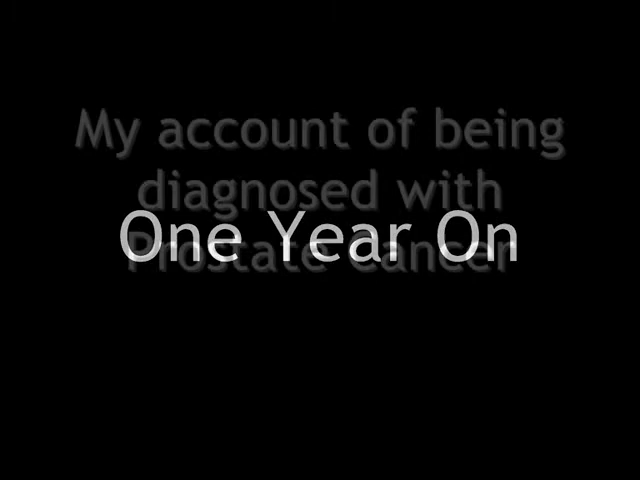 My account of being
diagnosed with
Prostate Cancer
One Year On